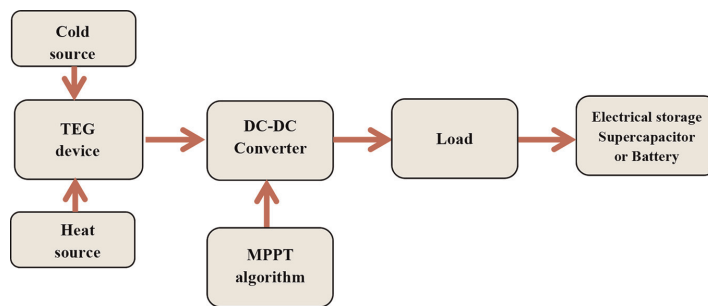 Cold
source
TEG
device
Heat
source
DC-DC
Converter
MPPT
algorithm
Load
Electrical storage
Supercapacitor
or Battery